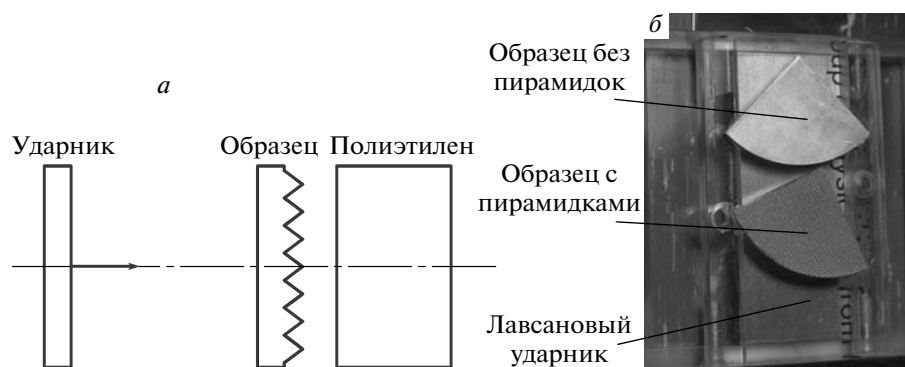 а
Ударник
Образец
Полиэтилен
б
Образец без
пирамидок
Образец с
пирамидками
Лавсановый
ударник